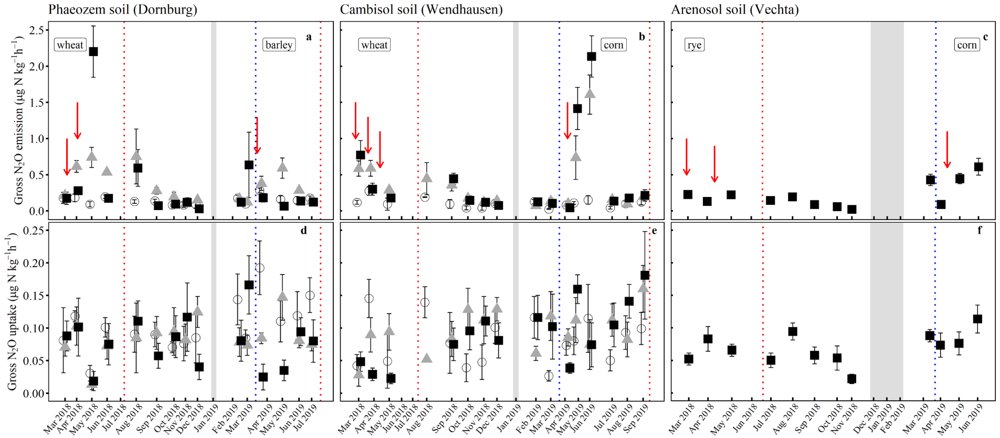 Phaeozem soil (Dornburg)
Cambisol soil (Wendhausen)
Arenosol soil (Vechta)
Gross N₂O emission (μg N kg⁻¹h⁻¹)
2.5
2.0
1.5
1.0
0.5
0.0
wheat
barley
a
wheat
corn
b
rye
corn
c
Gross N₂O uptake (μg N kg⁻¹h⁻¹)
0.25
0.20
0.15
0.10
0.05
0.00
d
e
f
Mar 2018
Apr 2018
May 2018
Jun 2018
Jul 2018
Aug 2018
Sep 2018
Oct 2018
Nov 2018
Dec 2018
Jan 2019
Feb 2019
Mar 2019
Apr 2019
May 2019
Jun 2019
Jul 2019
Mar 2018
Apr 2018
May 2018
Jun 2018
Jul 2018
Aug 2018
Sep 2018
Oct 2018
Nov 2018
Dec 2018
Jan 2019
Feb 2019
Mar 2019
Apr 2019
May 2019
Jun 2019
Jul 2019
Aug 2019
Sep 2019
Mar 2018
Apr 2018
May 2018
Jun 2018
Jul 2018
Aug 2018
Sep 2018
Oct 2018
Nov 2018
Dec 2018
Jan 2019
Feb 2019
Mar 2019
Apr 2019
May 2019
Jun 2019